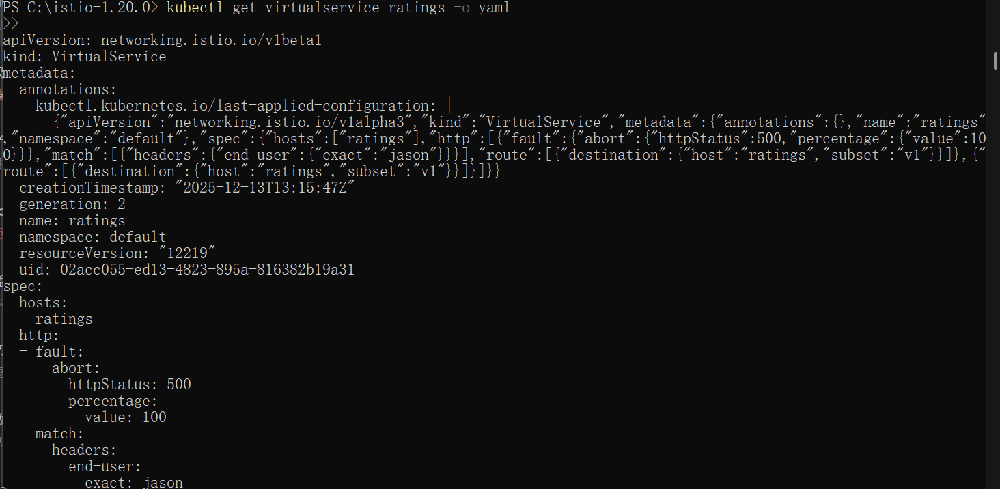 PS C:\istio-1.20.0> kubectl get virtualservice ratings -o yaml
>>
apiVersion: networking.istio.io/v1beta1
kind: VirtualService
metadata:
  annotations:
    kubectl.kubernetes.io/last-applied-configuration: |
      {"apiVersion":"networking.istio.io/v1alpha3","kind":"VirtualService","metadata":{"annotations":{},"name":"ratings"
,"namespace":"default"},"spec":{"hosts":["ratings"],"http":[{"fault":{"abort":{"httpStatus":500,"percentage":{"value":10
0}}},"match":[{"headers":{"end-user":{"exact":"jason"}}}],"route":[{"destination":{"host":"ratings","subset":"v1"}}]},{"
route":[{"destination":{"host":"ratings","subset":"v1"}}]}]}}
  creationTimestamp: "2025-12-13T13:15:47Z"
  generation: 2
  name: ratings
  namespace: default
  resourceVersion: "12219"
  uid: 02acc055-ed13-4823-895a-816382b19a31
spec:
  hosts:
  - ratings
  http:
  - fault:
      abort:
        httpStatus: 500
        percentage:
          value: 100
    match:
    - headers:
        end-user:
          exact: jason